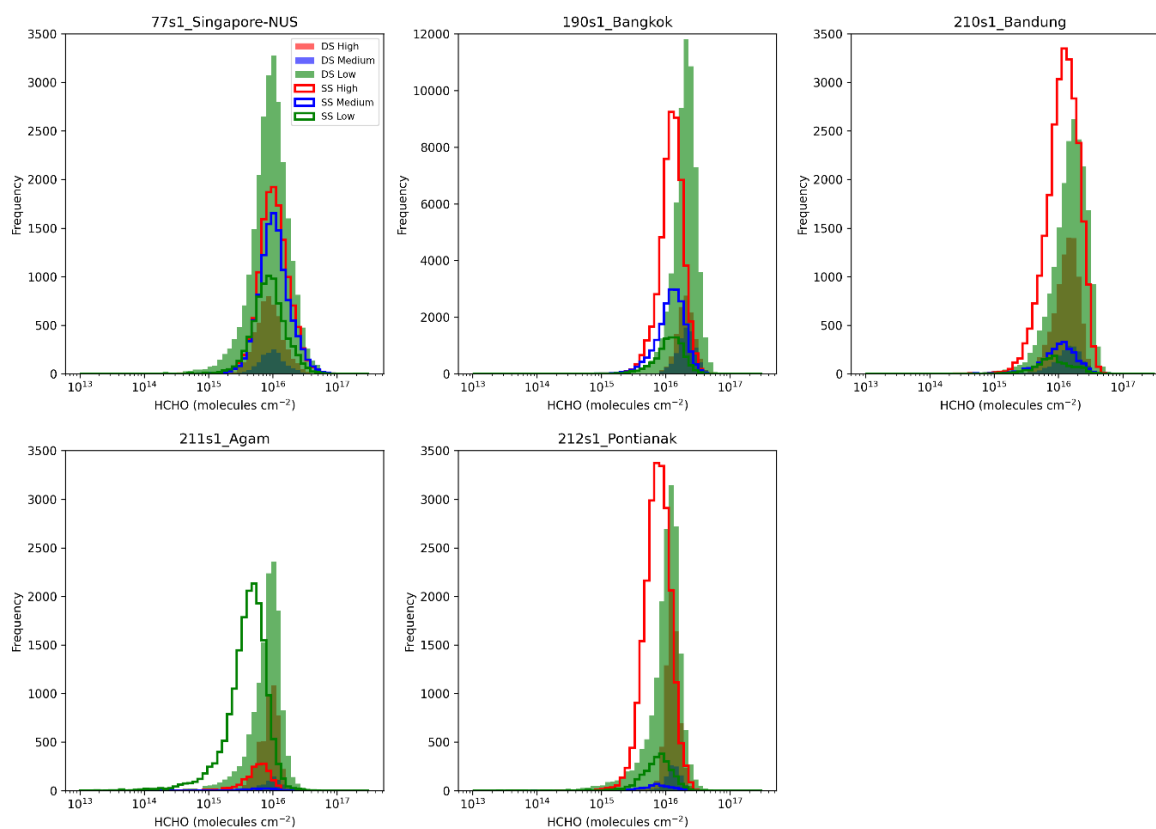 77s1_Singapore-NUS
3500
3000
2500
2000
1500
1000
500
0
Frequency
DS High
DS Medium
DS Low
SS High
SS Medium
SS Low
10¹³ 10¹⁴ 10¹⁵ 10¹⁶ 10¹⁷
HCHO (molecules cm⁻²)
190s1_Bangkok
12000
10000
8000
6000
4000
2000
0
Frequency
10¹³ 10¹⁴ 10¹⁵ 10¹⁶ 10¹⁷
HCHO (molecules cm⁻²)
210s1_Bandung
3500
3000
2500
2000
1500
1000
500
0
Frequency
10¹³ 10¹⁴ 10¹⁵ 10¹⁶ 10¹⁷
HCHO (molecules cm⁻²)
211s1_Agam
3500
3000
2500
2000
1500
1000
500
0
Frequency
10¹³ 10¹⁴ 10¹⁵ 10¹⁶ 10¹⁷
HCHO (molecules cm⁻²)
212s1_Pontianak
3500
3000
2500
2000
1500
1000
500
0
Frequency
10¹³ 10¹⁴ 10¹⁵ 10¹⁶ 10¹⁷
HCHO (molecules cm⁻²)